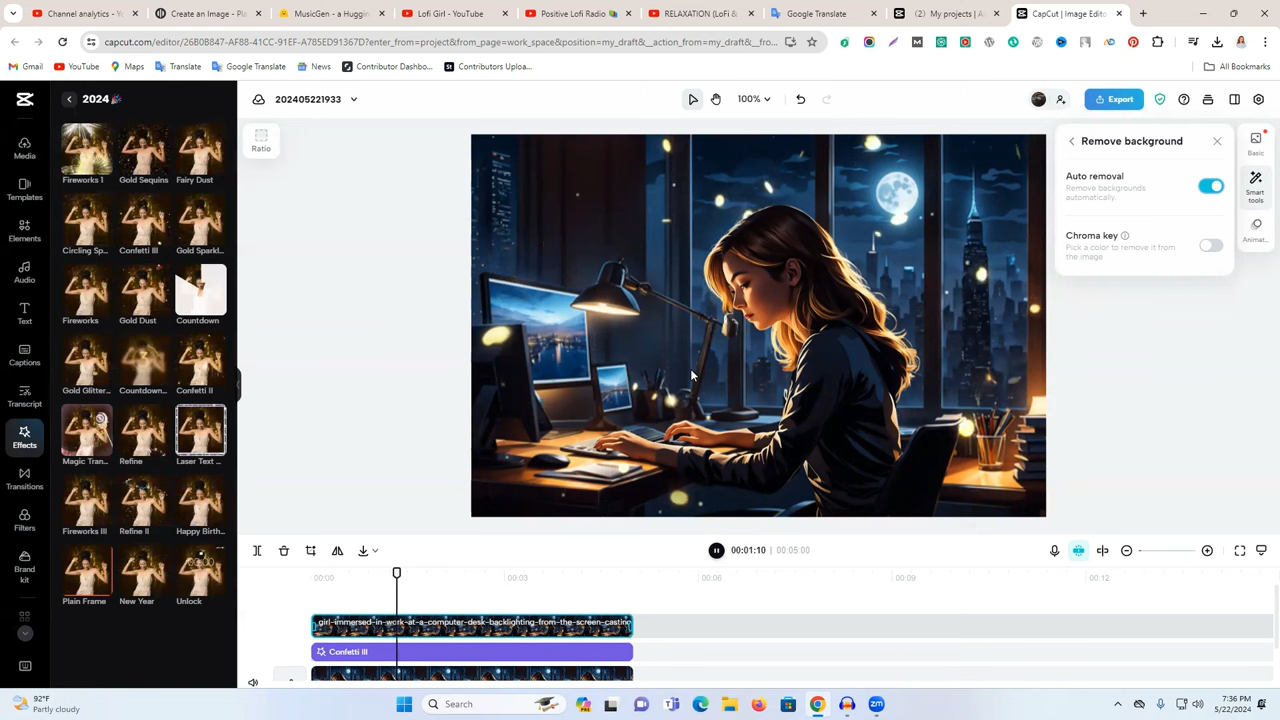 YouTube Channel Analytics - Y
Create an Image - Pla
MusicGen - a Hugging
Lofi Girl - YouTube
Positive Lofi Radio
RELAXATION (LoFi &
Google Translate
(2) My projects | A
CapCut | Image Edito
capcut.com/editor/26B0B847-AF88-41CC-91EF-A785ED91367D?enter_from=project&from_page=work_space&position=my_draft&__action_from=my_draft&__fro...
Gmail
YouTube
Maps
Translate
Google Translate
News
Contributor Dashbo...
Contributors Uploa...
All Bookmarks
2024
202405221933
100%
Export
Ratio
Media
Templates
Elements
Audio
Text
Captions
Transcript
Effects
Transitions
Filters
Brand
kit
Fireworks 1
Gold Sequins
Fairy Dust
Circling Sp...
Confetti III
Gold Sparkl...
Fireworks
Gold Dust
Countdown
Gold Glitter...
Countdown...
Confetti II
Magic Tran...
Refine
Laser Text ...
Fireworks III
Refine II
Happy Birth...
Plain Frame
New Year
Unlock
Remove background
Auto removal
Remove backgrounds
automatically.
Chroma key
Pick a color to remove it from
the image
Basic
Smart
tools
Animat...
00:01:10 | 00:05:00
00:00
00:03
00:06
00:09
00:12
girl-immersed-in-work-at-a-computer-desk-backlighting-from-the-screen-casting
Confetti III
92°F
Partly cloudy
Search
7:36 PM
5/22/2024